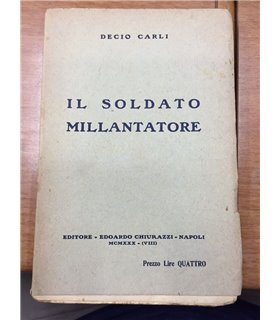 DECIO CARLI
IL SOLDATO
MILLANTATORE
EDITORE - EDOARDO CHIURAZZI - NAPOLI
MCMXXX - (VIII)
Prezzo Lire QUATTRO